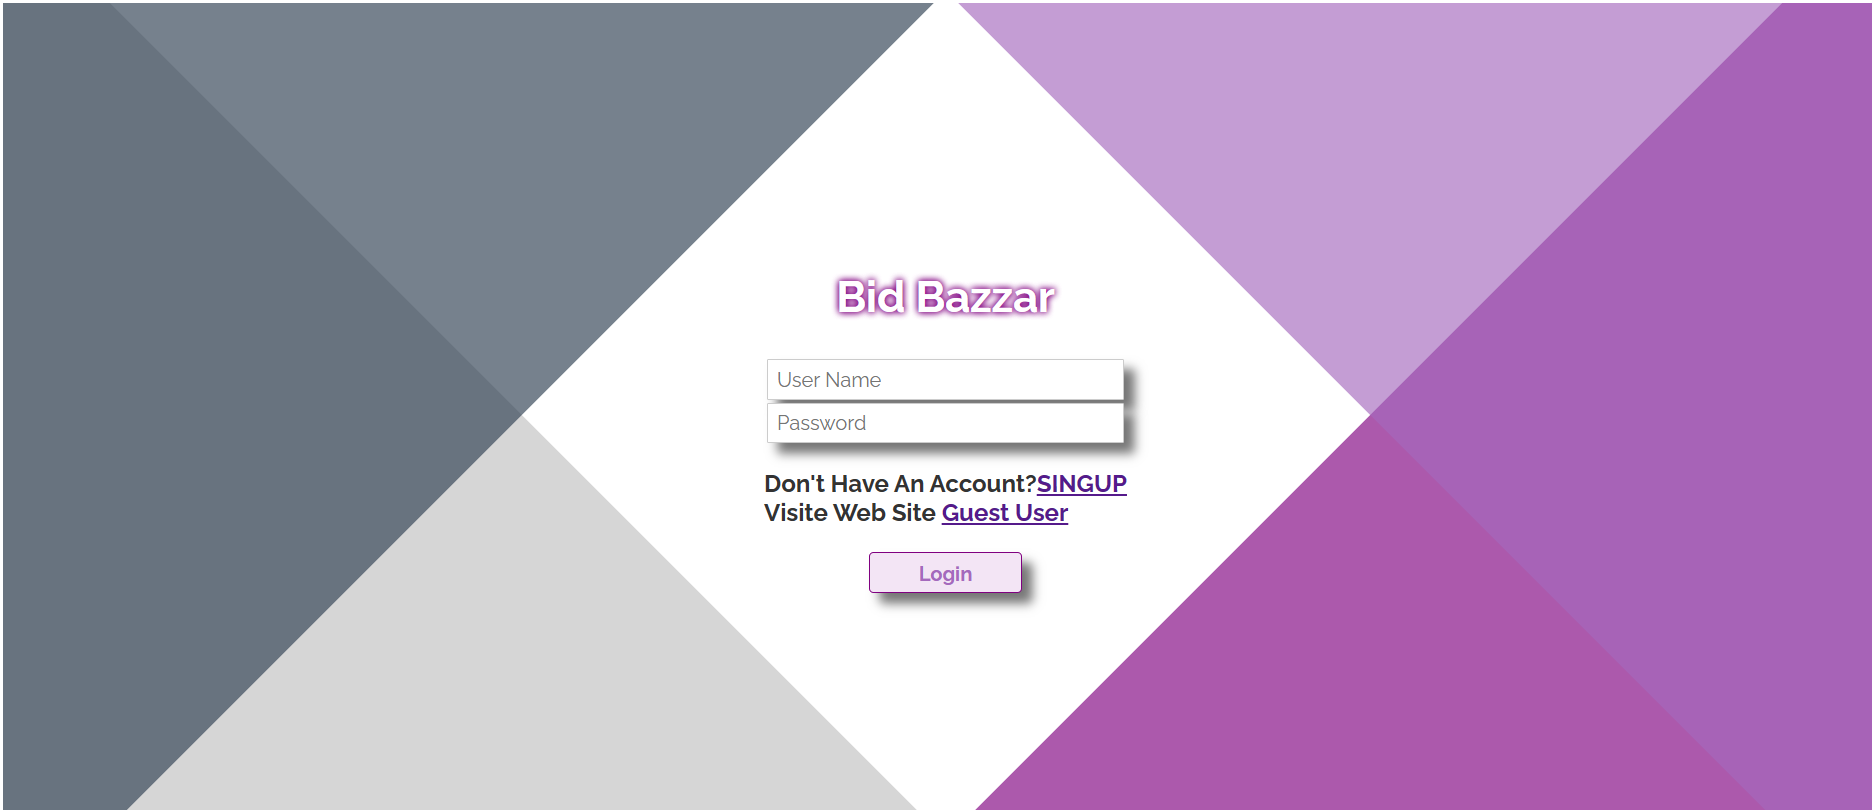 Bid Bazzar
User Name
Password
Don't Have An Account?SINGUP
Visite Web Site Guest User
Login